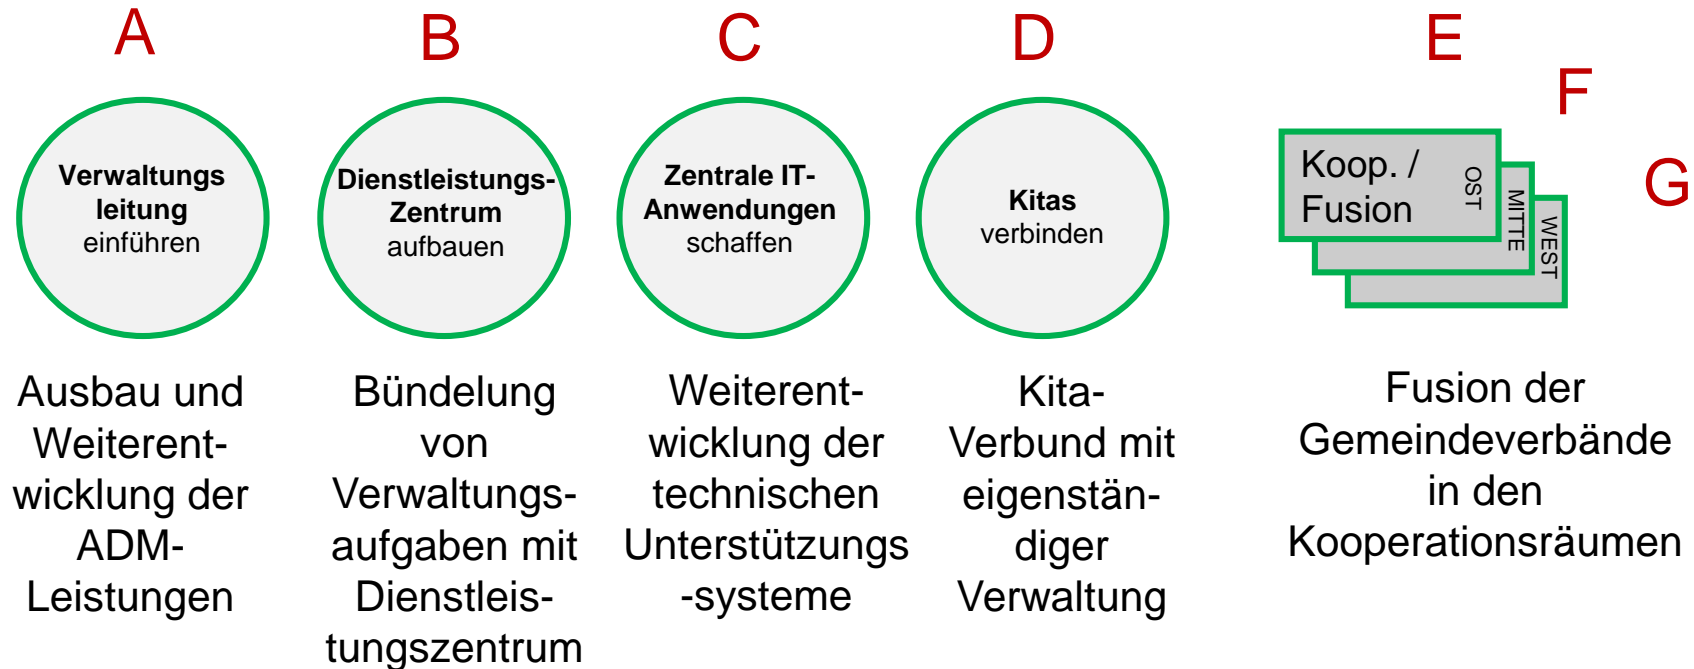 A
B
C
D
E
F
G
Verwaltungs
leitung
einführen
Dienstleistungs-
Zentrum
aufbauen
Zentrale IT-
Anwendungen
schaffen
Kitas
verbinden
Koop. /
Fusion
OST
MITTE
WEST
Ausbau und
Weiterent-
wicklung der
ADM-
Leistungen
Bündelung
von
Verwaltungs-
aufgaben mit
Dienstleis-
tungszentrum
Weiterent-
wicklung der
technischen
Unterstützungs
-systeme
Kita-
Verbund mit
eigenstän-
diger
Verwaltung
Fusion der
Gemeindeverbände
in den
Kooperationsräumen